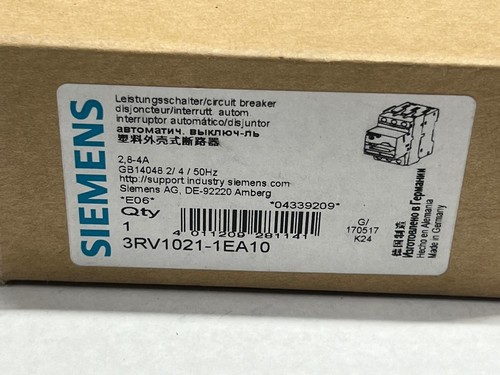 SIEMENS
Leistungsschalter/circuit breaker
disjoncteur/interrutt. autom
interruptor automático/disjuntor
автоматич. выключ-ль
塑料外壳式断路器
2,8-4A
GB14048.2/ 4 / 50Hz
http://support.industry.siemens.com
Siemens AG, DE-92220 Amberg
"E06" "04339209"
Qty
1
4 011209 281141
3RV1021-1EA10
G/
170517
K24
德国制造
Изготовлено в Германии
Hecho en Alemania
Made in Germany